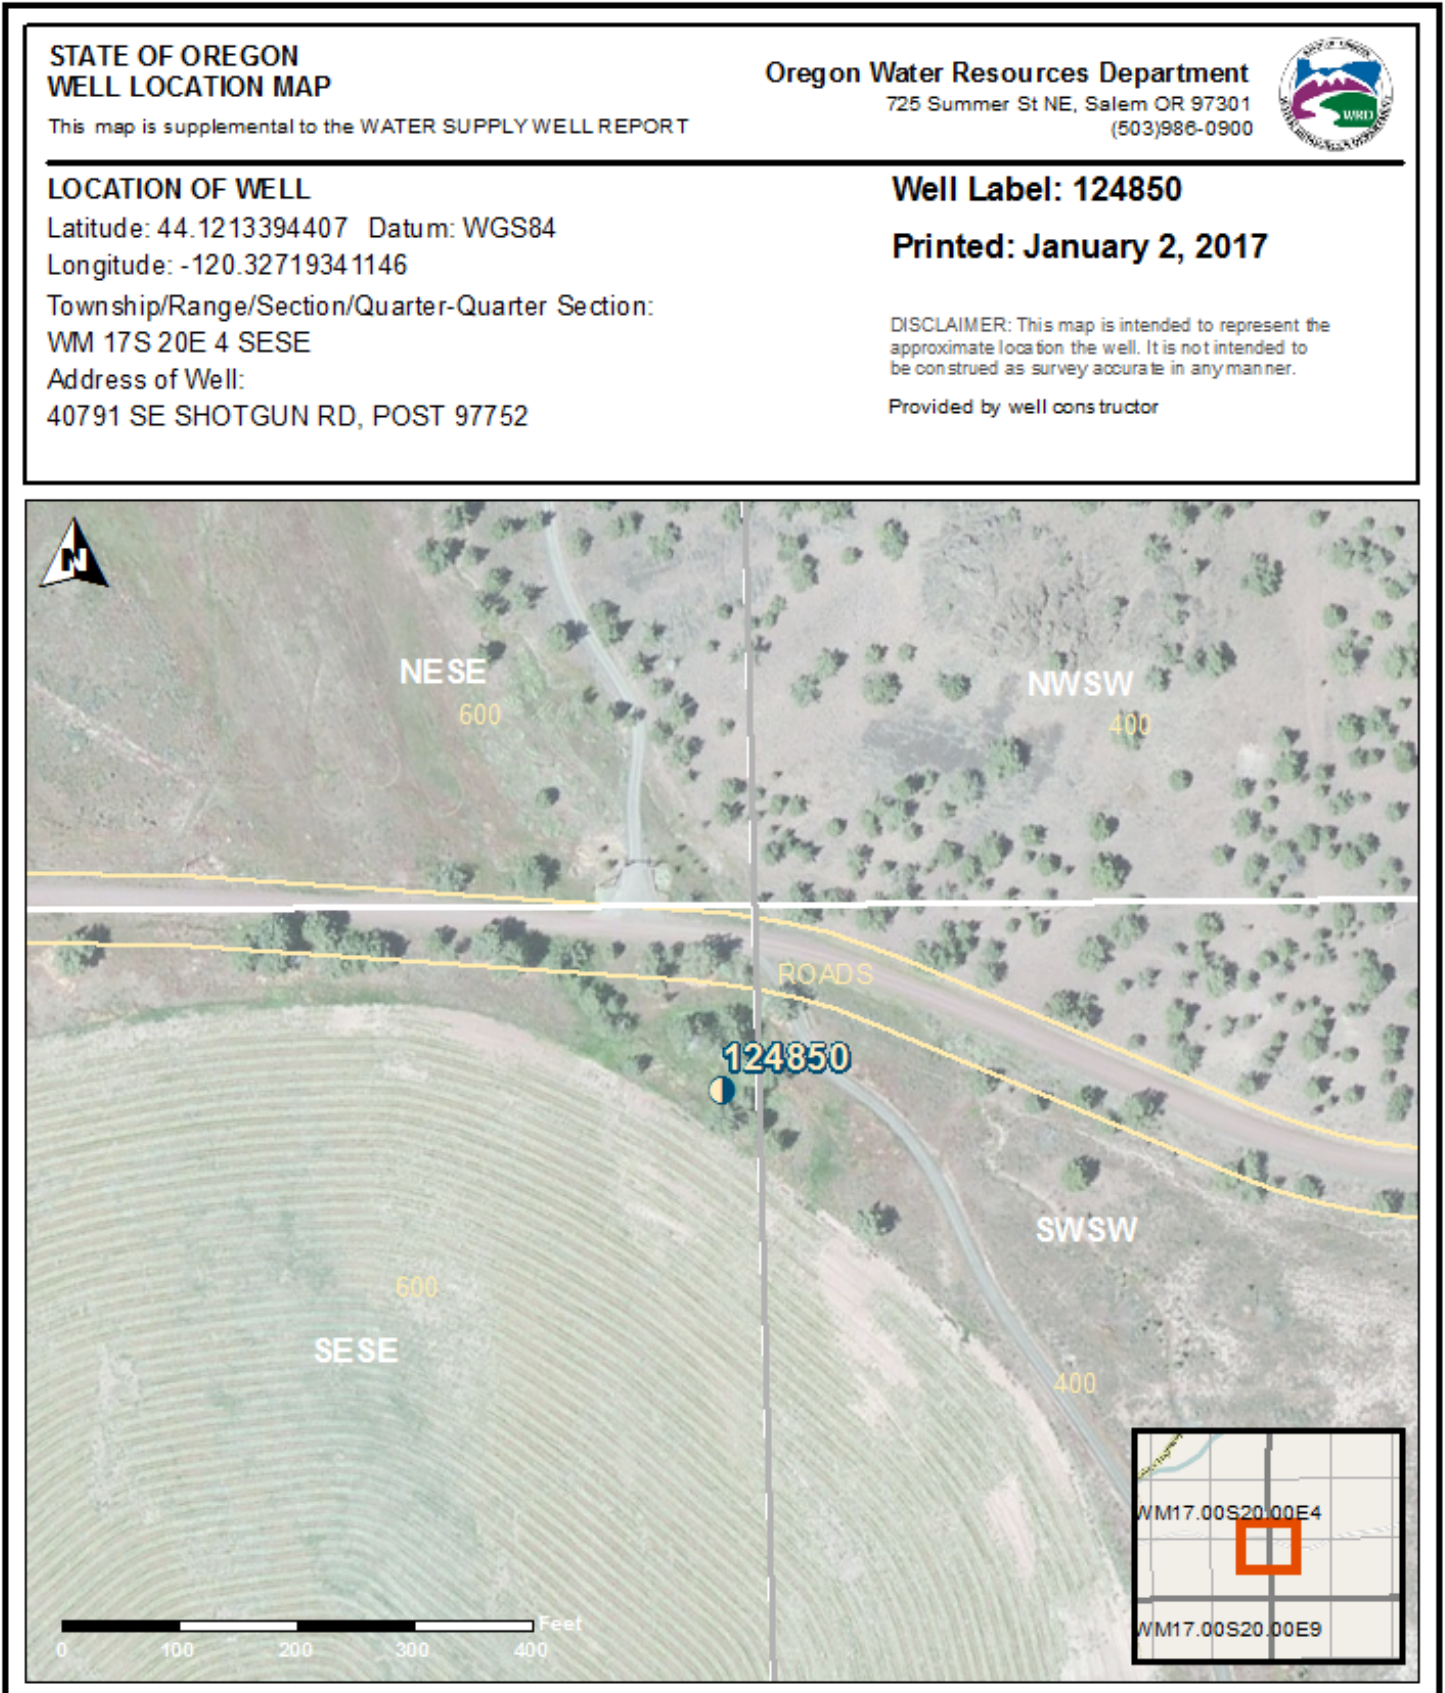 STATE OF OREGON
WELL LOCATION MAP
This map is supplemental to the WATER SUPPLY WELL REPORT
Oregon Water Resources Department
725 Summer St NE, Salem OR 97301
(503)986-0900
WRD
LOCATION OF WELL
Latitude: 44.1213394407 Datum: WGS84
Longitude: -120.32719341146
Township/Range/Section/Quarter-Quarter Section:
WM 17S 20E 4 SESE
Address of Well:
40791 SE SHOTGUN RD, POST 97752
Well Label: 124850
Printed: January 2, 2017
DISCLAIMER: This map is intended to represent the
approximate location the well. It is not intended to
be construed as survey accurate in any manner.
Provided by well constructor
N
NESE
600
NWSW
400
ROADS
124850
SWSW
600
SESE
400
WM17.00S20.00E4
WM17.00S20.00E9
Feet
0 100 200 300 400